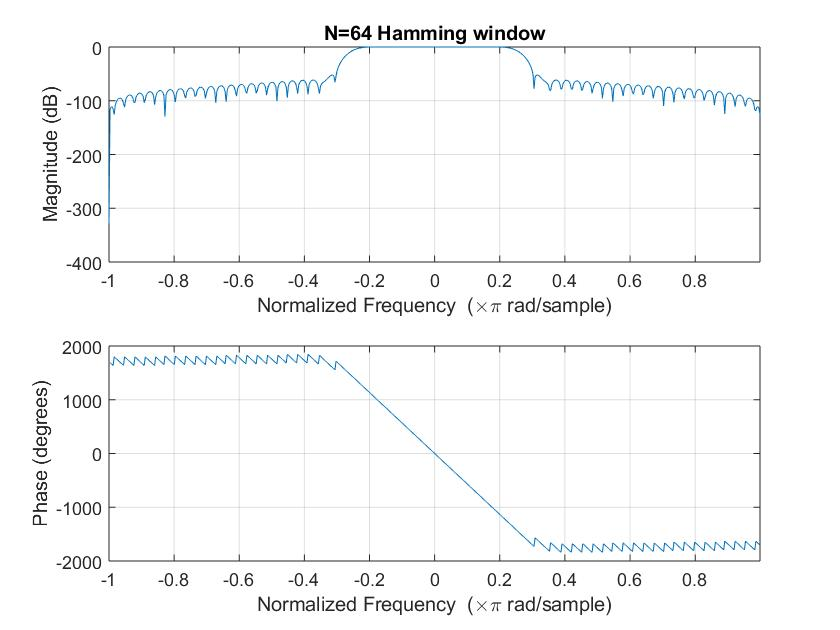 N=64 Hamming window
Magnitude (dB)
0
-100
-200
-300
-400
-1 -0.8 -0.6 -0.4 -0.2 0 0.2 0.4 0.6 0.8
Normalized Frequency (×π rad/sample)
Phase (degrees)
2000
1000
0
-1000
-2000
-1 -0.8 -0.6 -0.4 -0.2 0 0.2 0.4 0.6 0.8
Normalized Frequency (×π rad/sample)